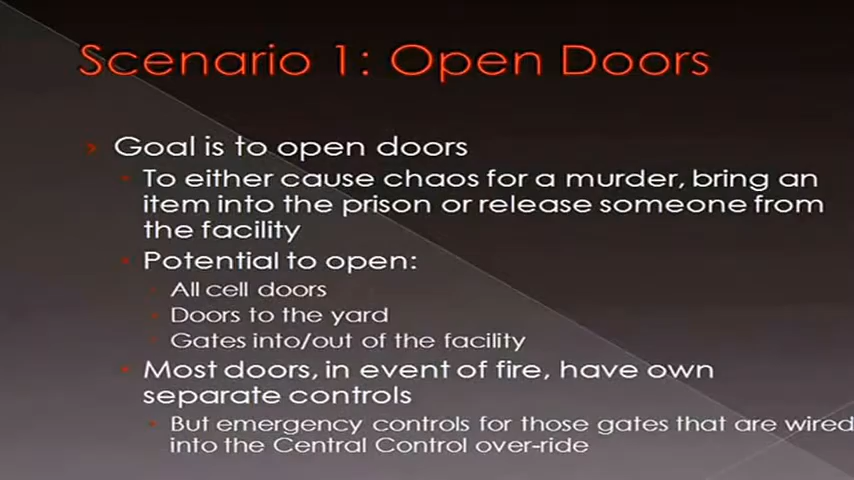 Scenario 1: Open Doors
Goal is to open doors
To either cause chaos for a murder, bring an
item into the prison or release someone from
the facility
Potential to open:
All cell doors
Doors to the yard
Gates into/out of the facility
Most doors, in event of fire, have own
separate controls
But emergency controls for those gates that are wired
into the Central Control over-ride